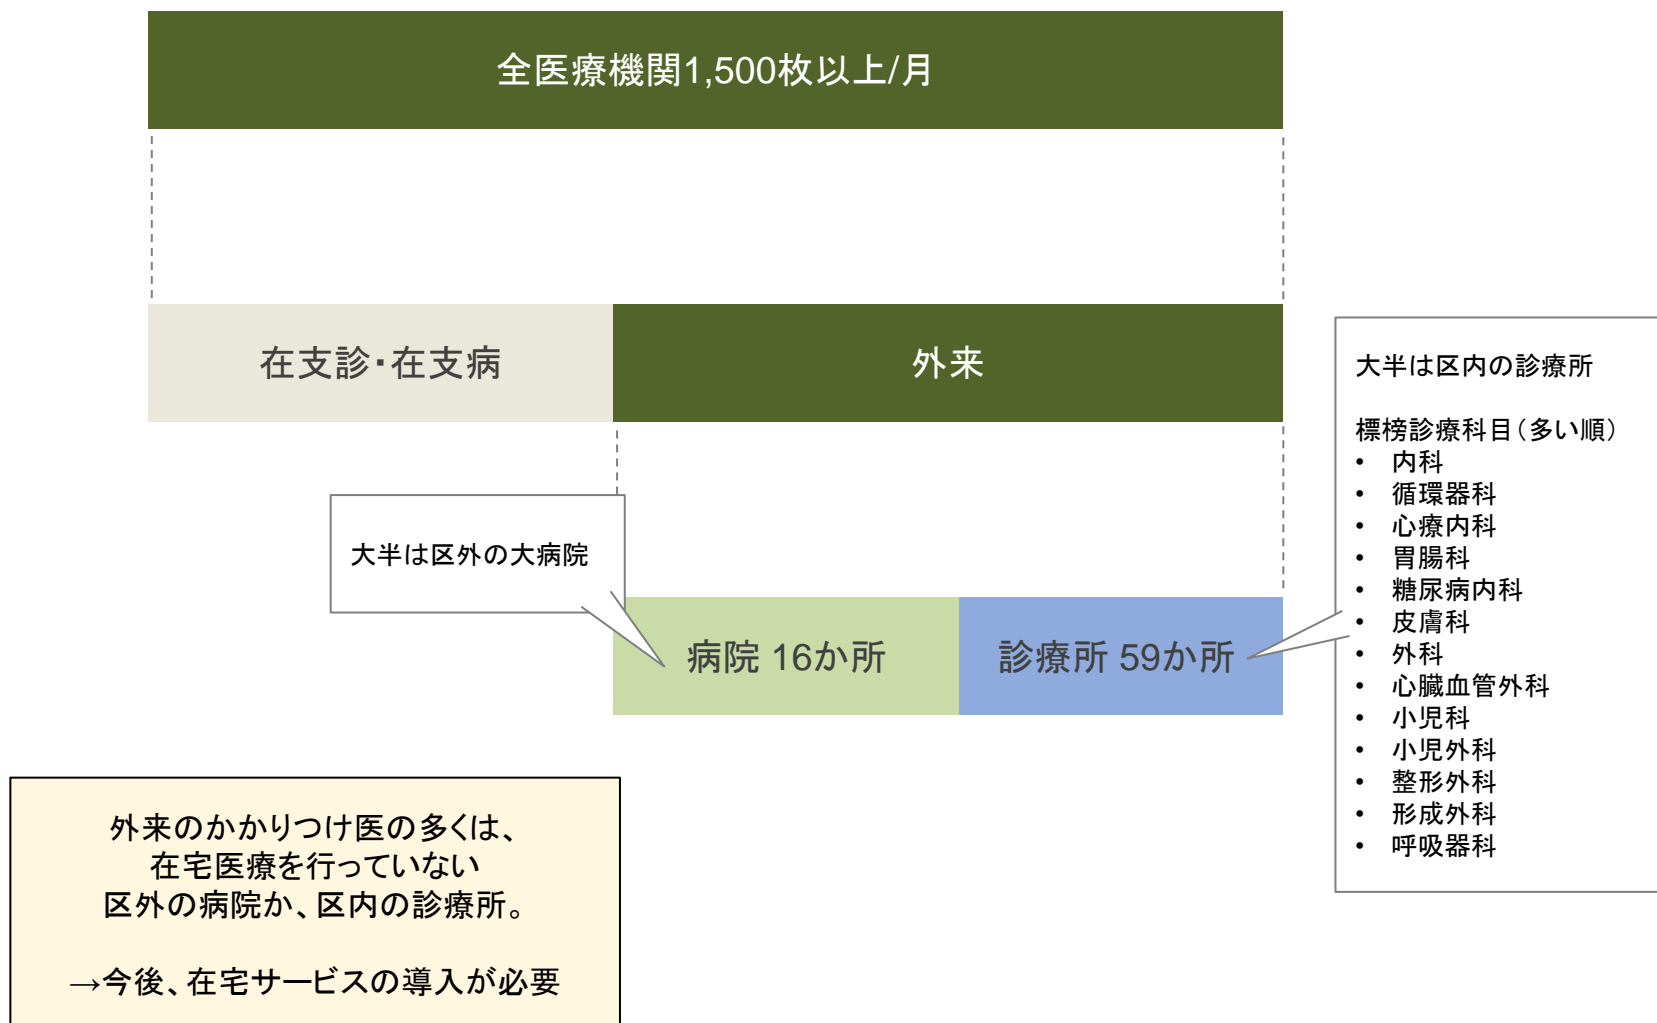 全医療機関1,500枚以上/月
在支診・在支病
外来
大半は区外の大病院
病院 16か所
診療所 59か所
大半は区内の診療所
標榜診療科目（多い順）
• 内科
• 循環器科
• 心療内科
• 胃腸科
• 糖尿病内科
• 皮膚科
• 外科
• 心臓血管外科
• 小児科
• 小児外科
• 整形外科
• 形成外科
• 呼吸器科
外来のかかりつけ医の多くは、
在宅医療を行っていない
区外の病院か、区内の診療所。
→今後、在宅サービスの導入が必要